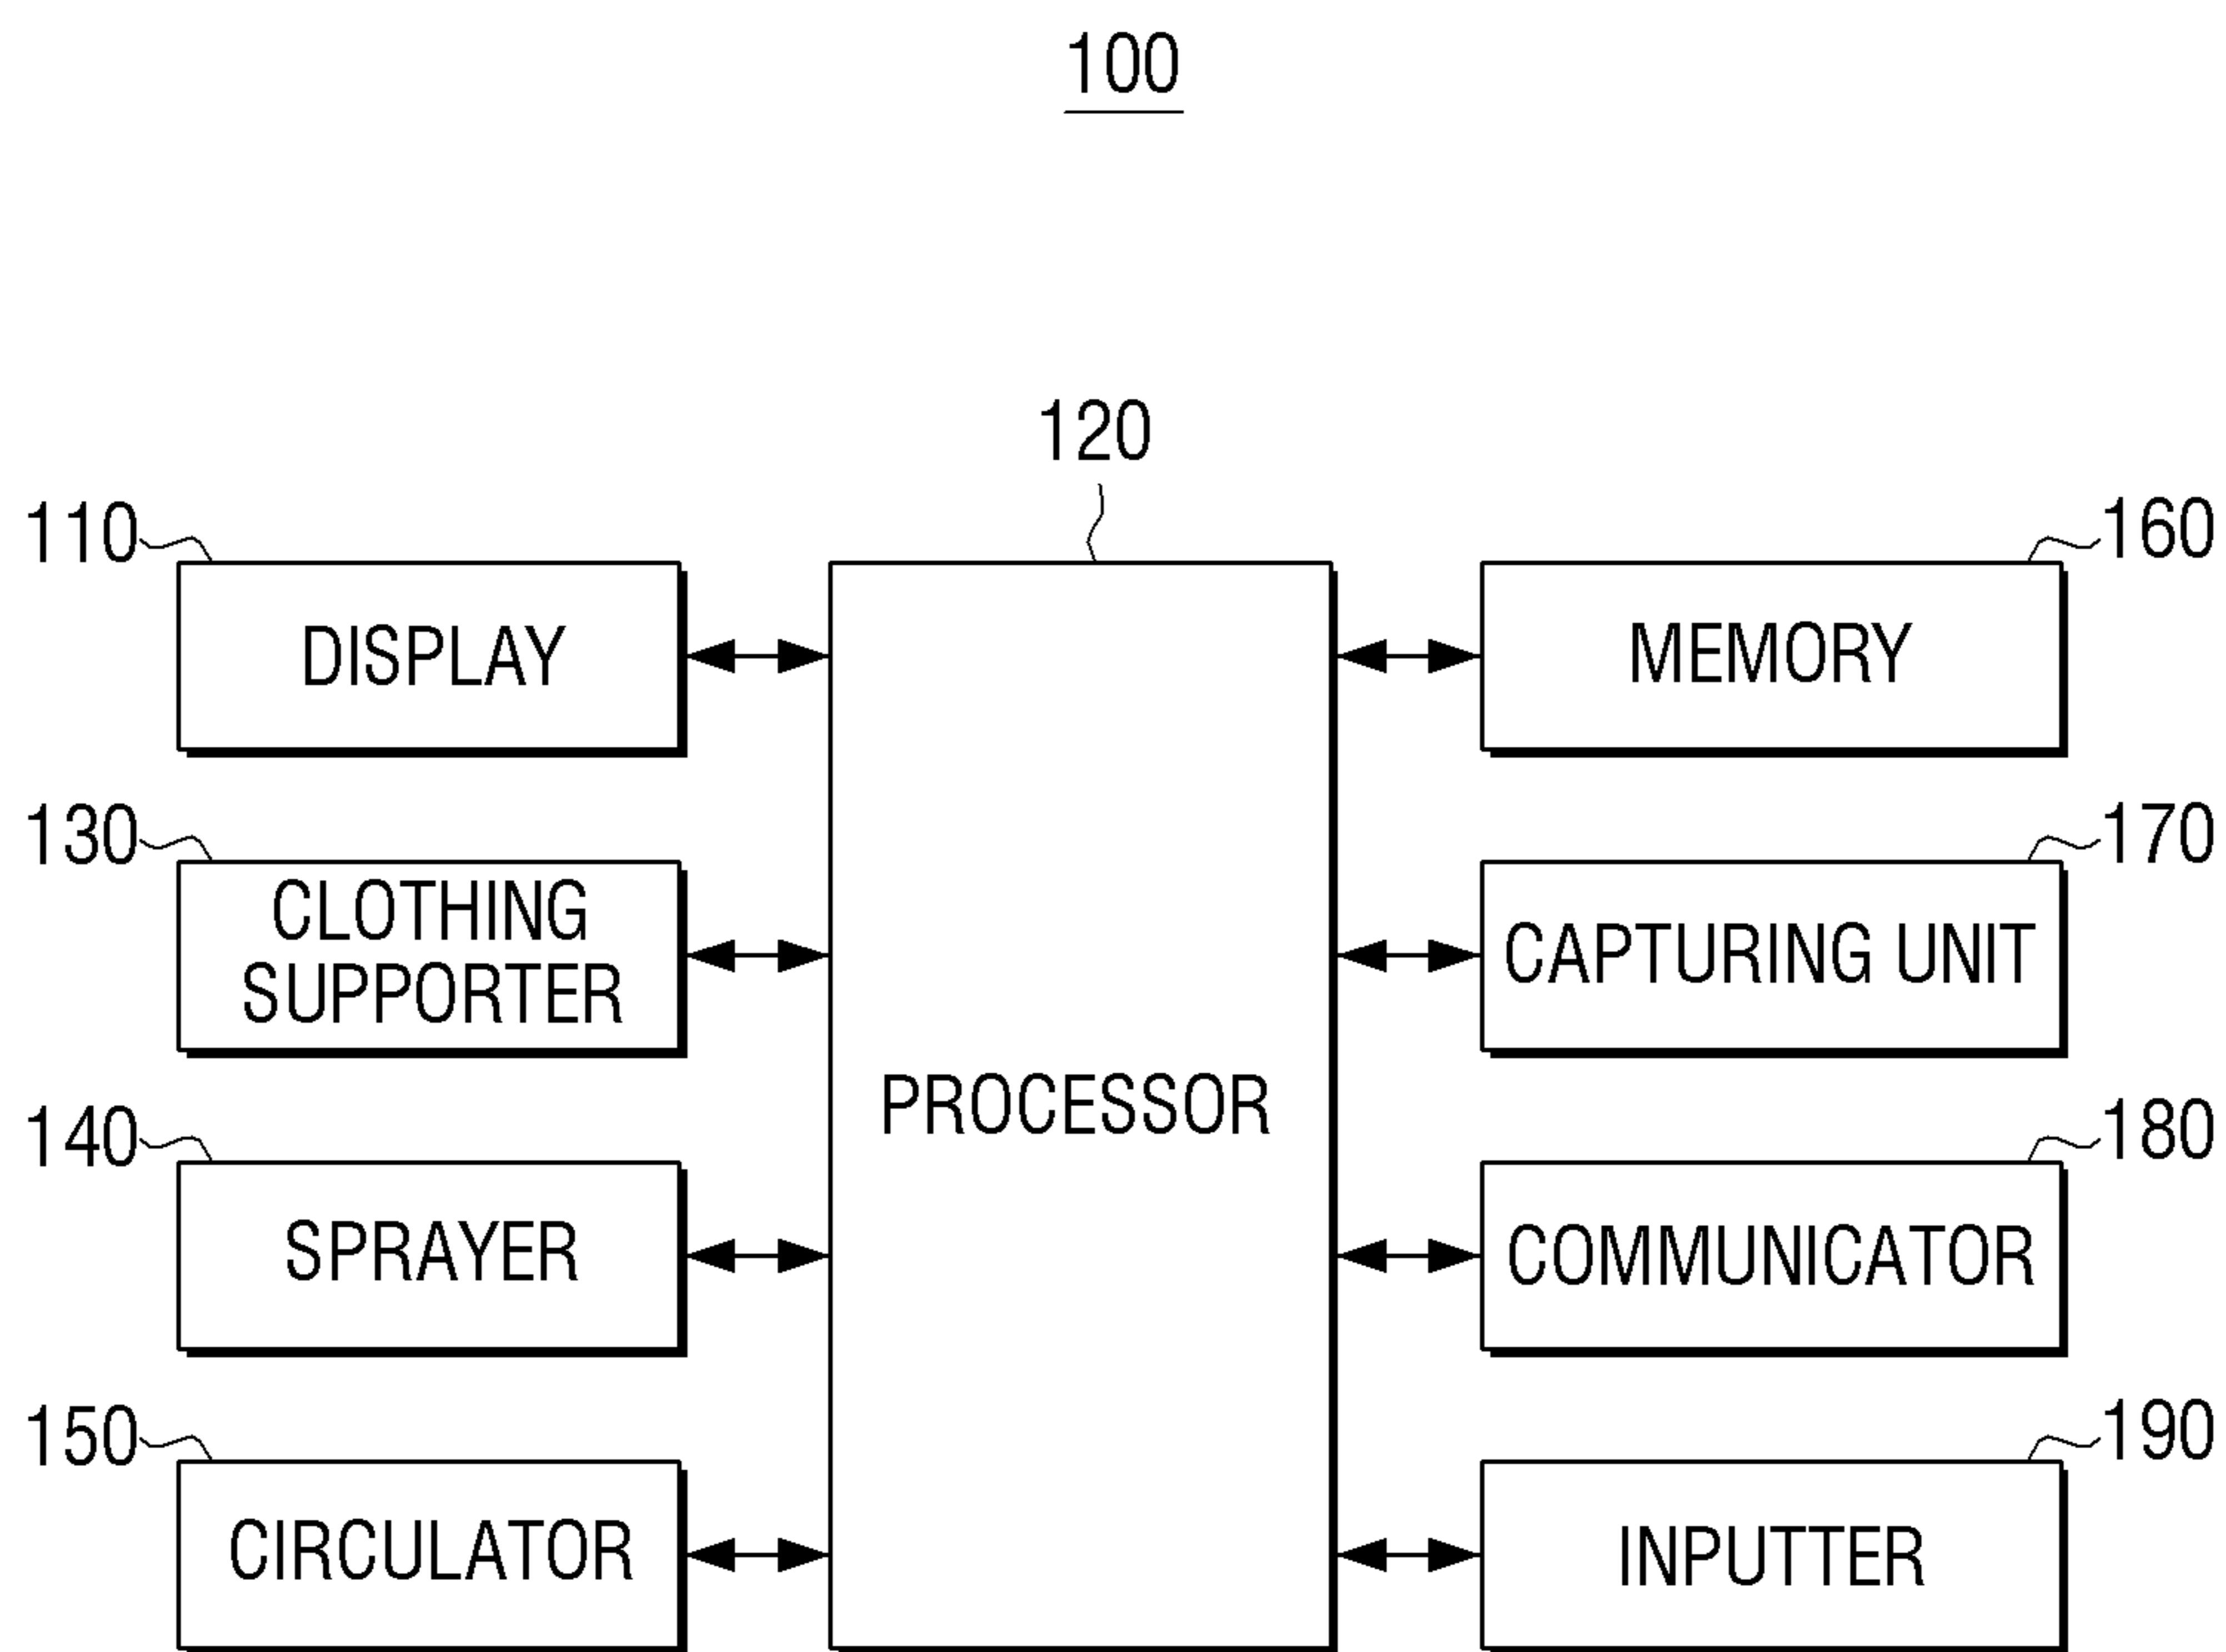 100
120
110
DISPLAY
160
MEMORY
130
CLOTHING
SUPPORTER
170
CAPTURING UNIT
PROCESSOR
140
SPRAYER
180
COMMUNICATOR
150
CIRCULATOR
190
INPUTTER